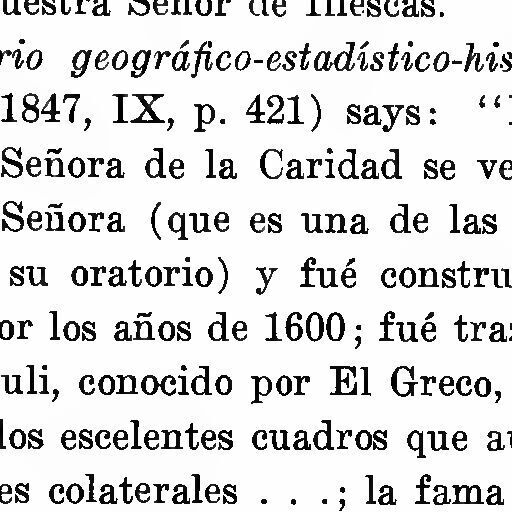 uestra Señor de Illescas.
rio geográfico-estadístico-his
1847, IX, p. 421) says: “
Señora de la Caridad se ve
Señora (que es una de las
su oratorio) y fué constru
or los años de 1600; fué tra
uli, conocido por El Greco,
los escelentes cuadros que a
es colaterales . . .; la fama